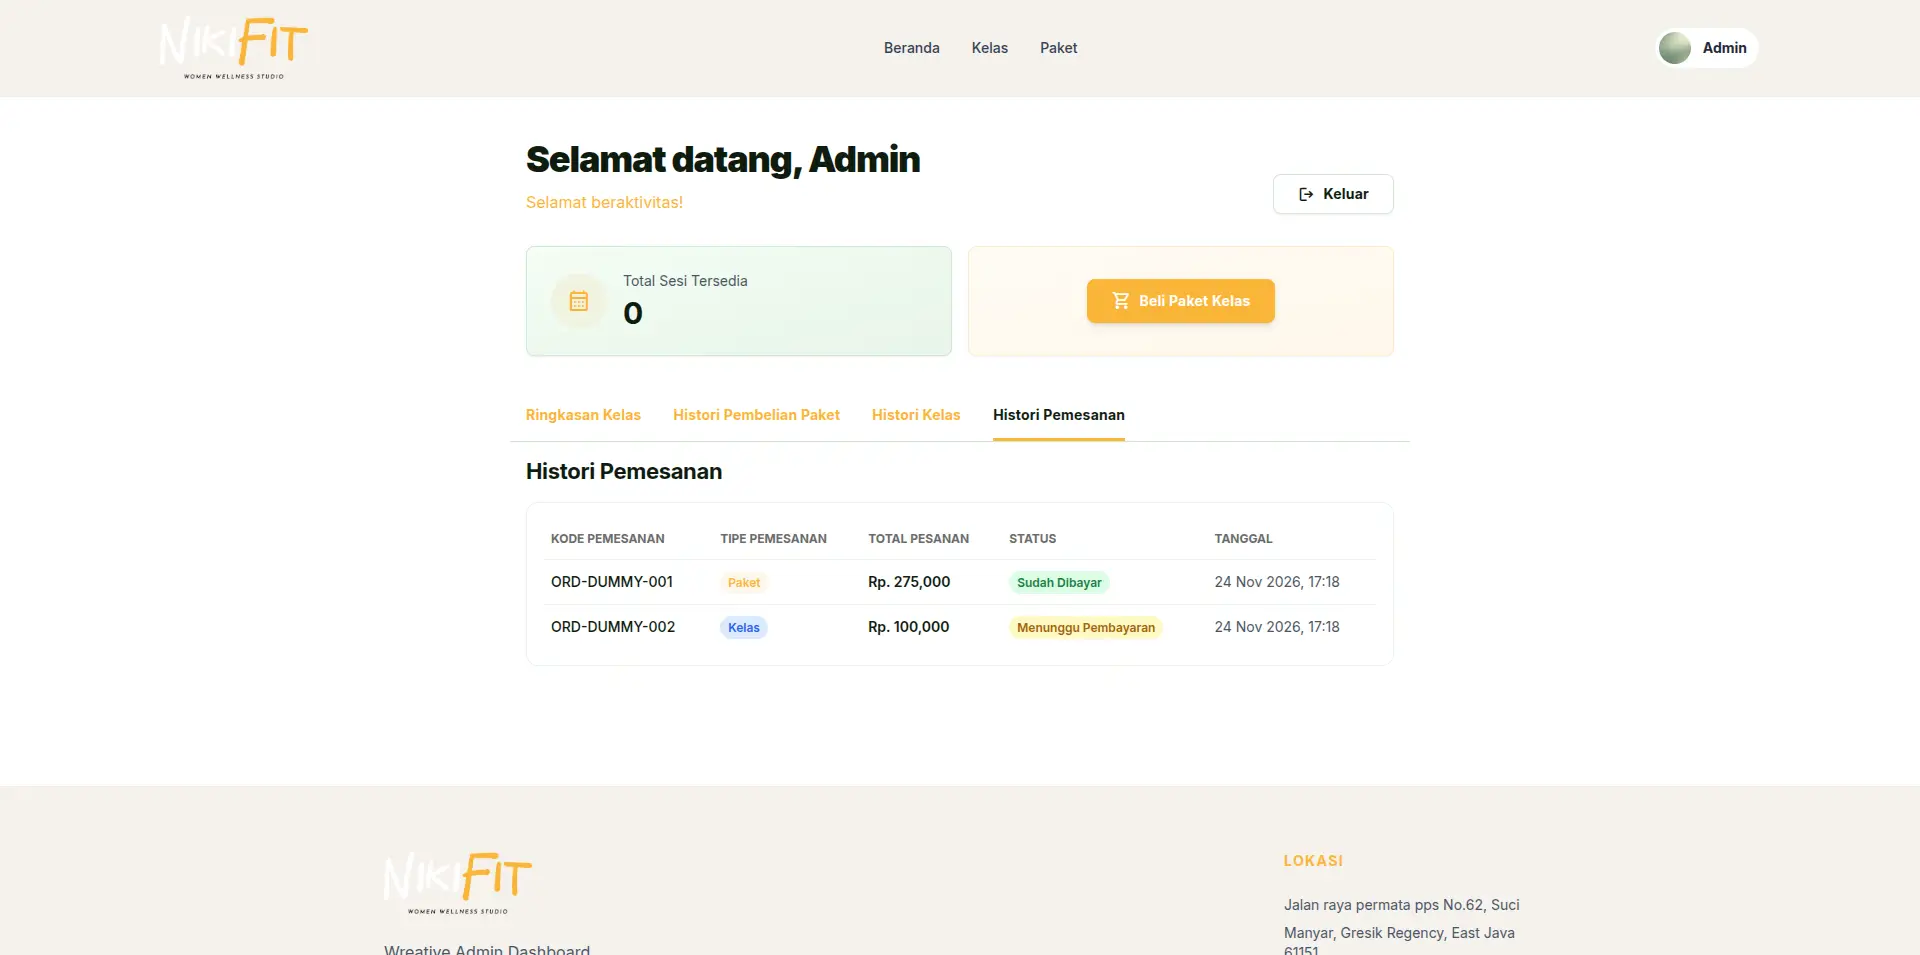 NIKIFIT
WOMEN WELLNESS STUDIO
Beranda
Kelas
Paket
Admin
Selamat datang, Admin
Selamat beraktivitas!
Keluar
Total Sesi Tersedia
0
Beli Paket Kelas
Ringkasan Kelas
Histori Pembelian Paket
Histori Kelas
Histori Pemesanan
Histori Pemesanan
KODE PEMESANAN TIPE PEMESANAN TOTAL PESANAN STATUS TANGGAL
ORD-DUMMY-001 Paket Rp. 275,000 Sudah Dibayar 24 Nov 2026, 17:18
ORD-DUMMY-002 Kelas Rp. 100,000 Menunggu Pembayaran 24 Nov 2026, 17:18
NIKIFIT
WOMEN WELLNESS STUDIO
Wreative Admin Dashboard
LOKASI
Jalan raya permata pps No.62, Suci
Manyar, Gresik Regency, East Java
61151